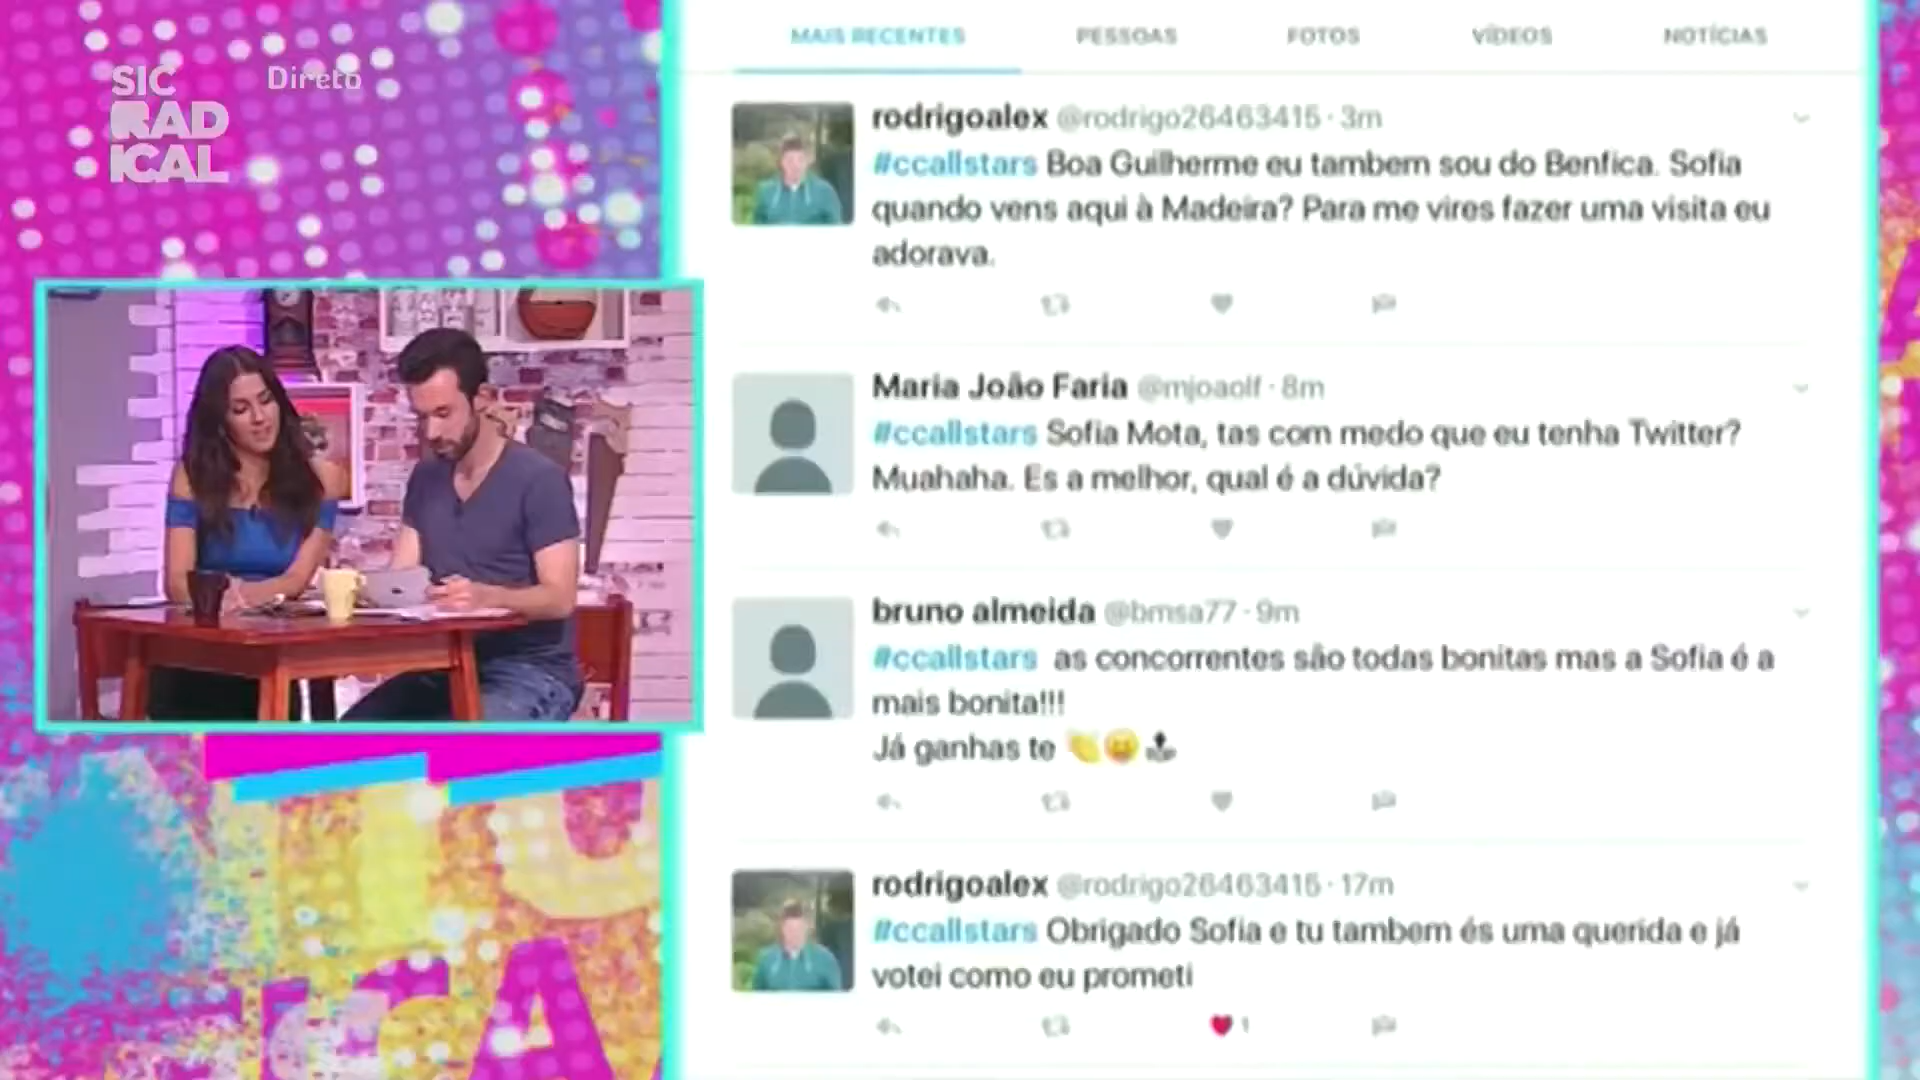 SIC
RAD
ICAL
Direto
MAIS RECENTES
PESSOAS
FOTOS
VÍDEOS
NOTÍCIAS
rodrigoalex @rodrigo26463415 · 3m
#ccallstars Boa Guilherme eu tambem sou do Benfica. Sofia
quando vens aqui à Madeira? Para me vires fazer uma visita eu
adorava.
Maria João Faria @mjoaolf · 8m
#ccallstars Sofia Mota, tas com medo que eu tenha Twitter?
Muahaha. Es a melhor, qual é a dúvida?
bruno almeida @bmsa77 · 9m
#ccallstars as concorrentes são todas bonitas mas a Sofia é a
mais bonita!!!
Já ganhas te 👏😛
rodrigoalex @rodrigo26463415 · 17m
#ccallstars Obrigado Sofia e tu tambem és uma querida e já
votei como eu prometi
1